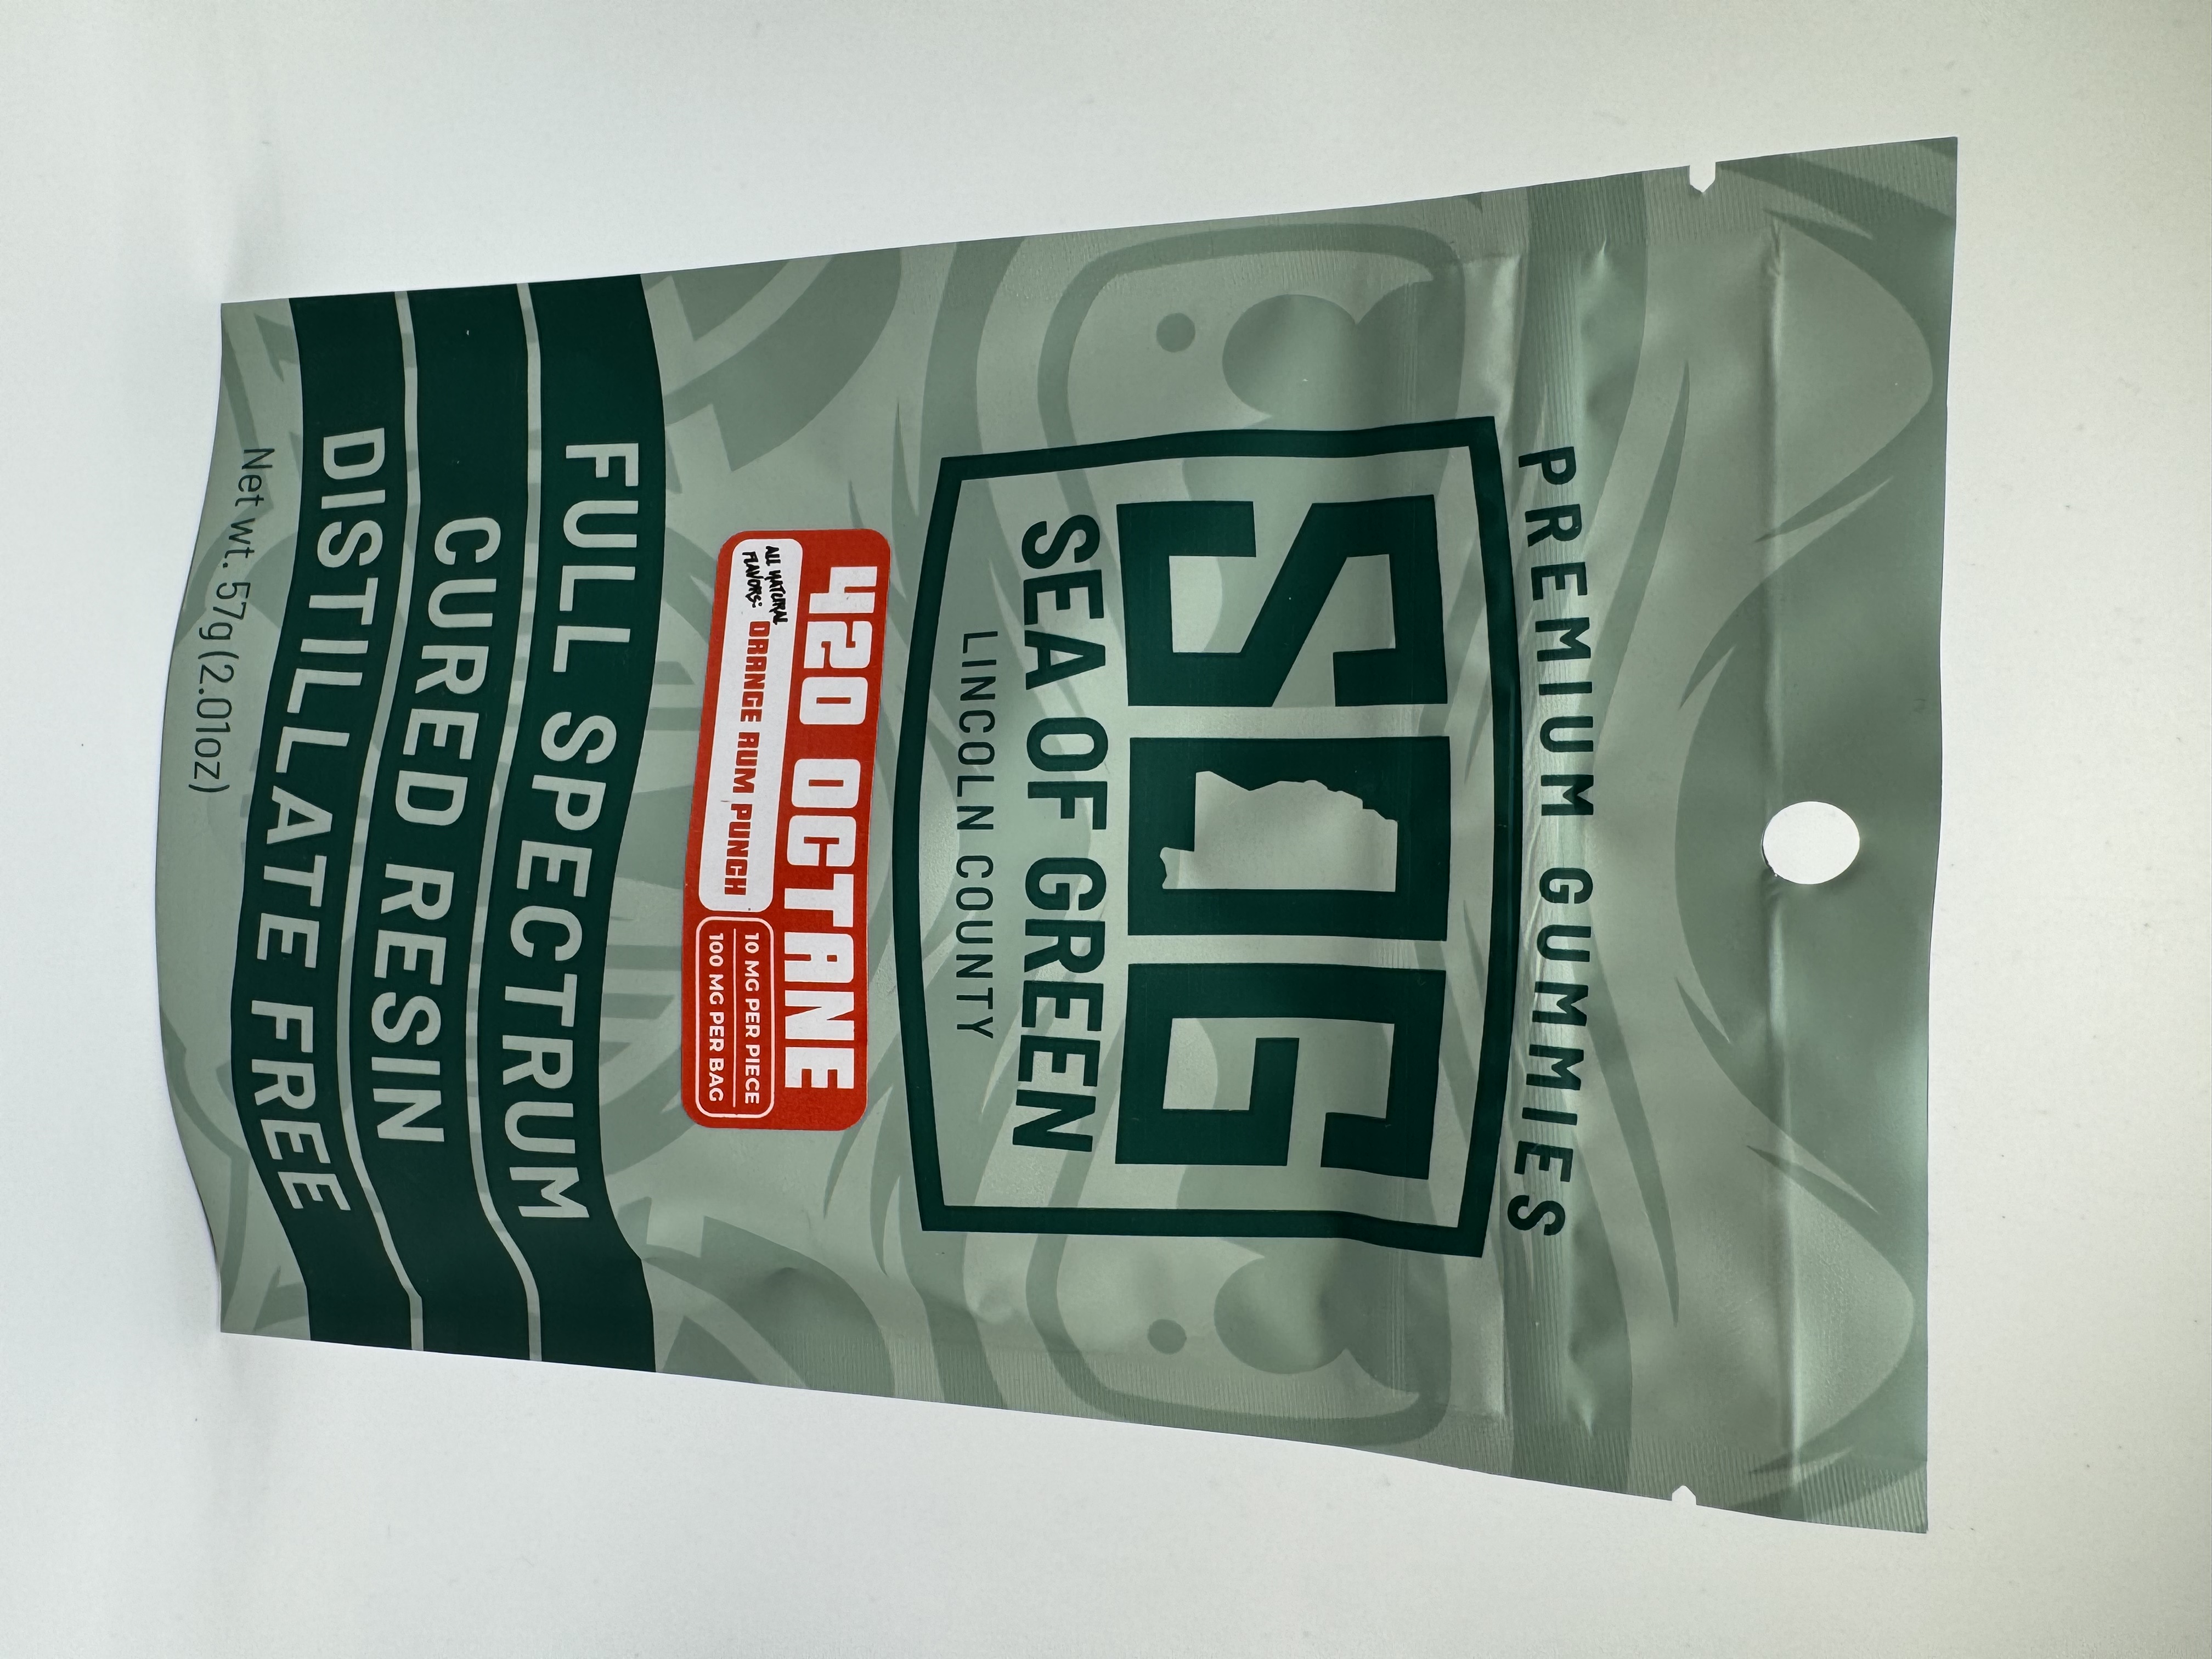 PREMIUM GUMMIES
SOG
SEA OF GREEN
LINCOLN COUNTY
420 OCTANE
ALL NATURAL
FLAVORS:
ORANGE RUM PUNCH
10 MG PER PIECE
100 MG PER BAG
FULL SPECTRUM
CURED RESIN
DISTILLATE FREE
Net wt. 57g (2.01oz)